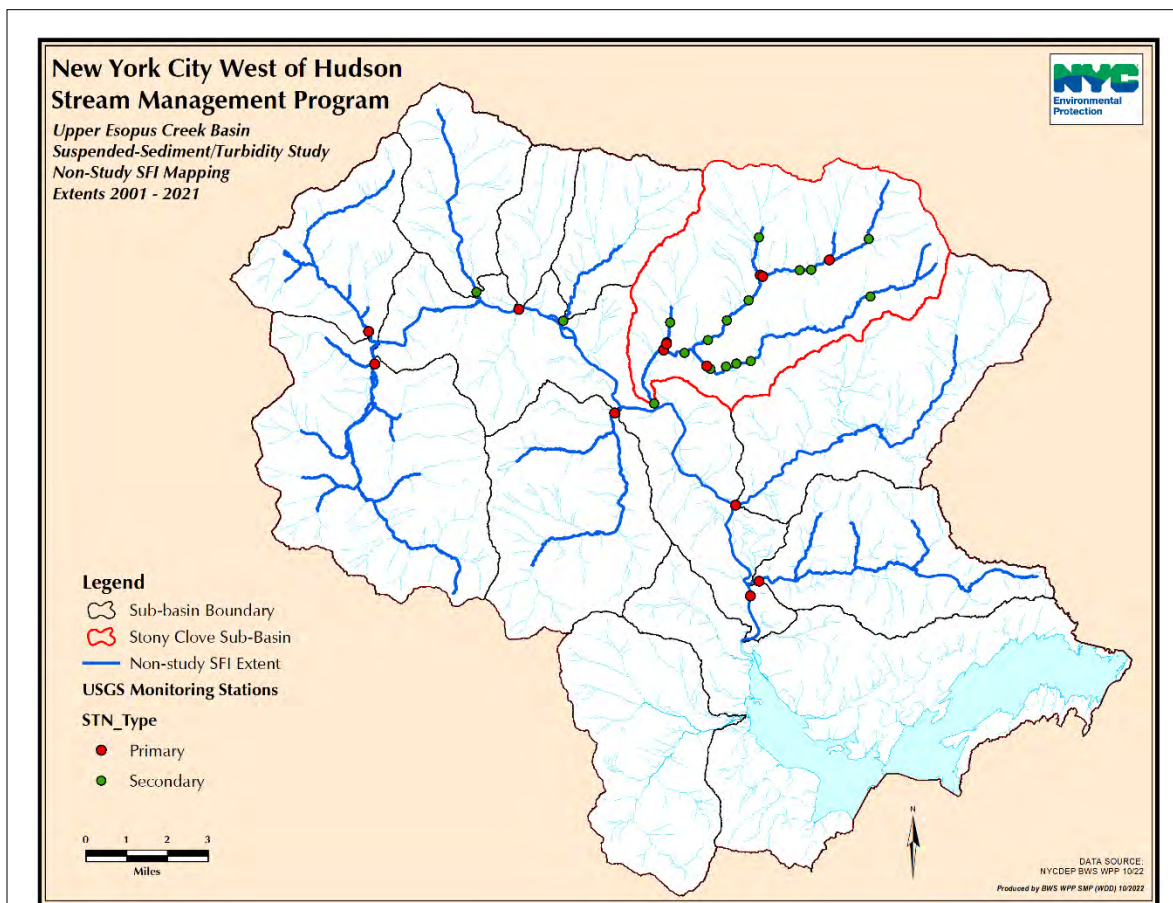 New York City West of Hudson
Stream Management Program
Upper Esopus Creek Basin
Suspended-Sediment/Turbidity Study
Non-Study SFI Mapping
Extents 2001 - 2021
NYC
Environmental
Protection
Legend
Sub-basin Boundary
Stony Clove Sub-Basin
Non-study SFI Extent
USGS Monitoring Stations
STN_Type
Primary
Secondary
0 1 2 3
Miles
N
DATA SOURCE:
NYCDEP BWS WPP 10/22
Produced by BWS WPP SMP (WDD) 10/2022